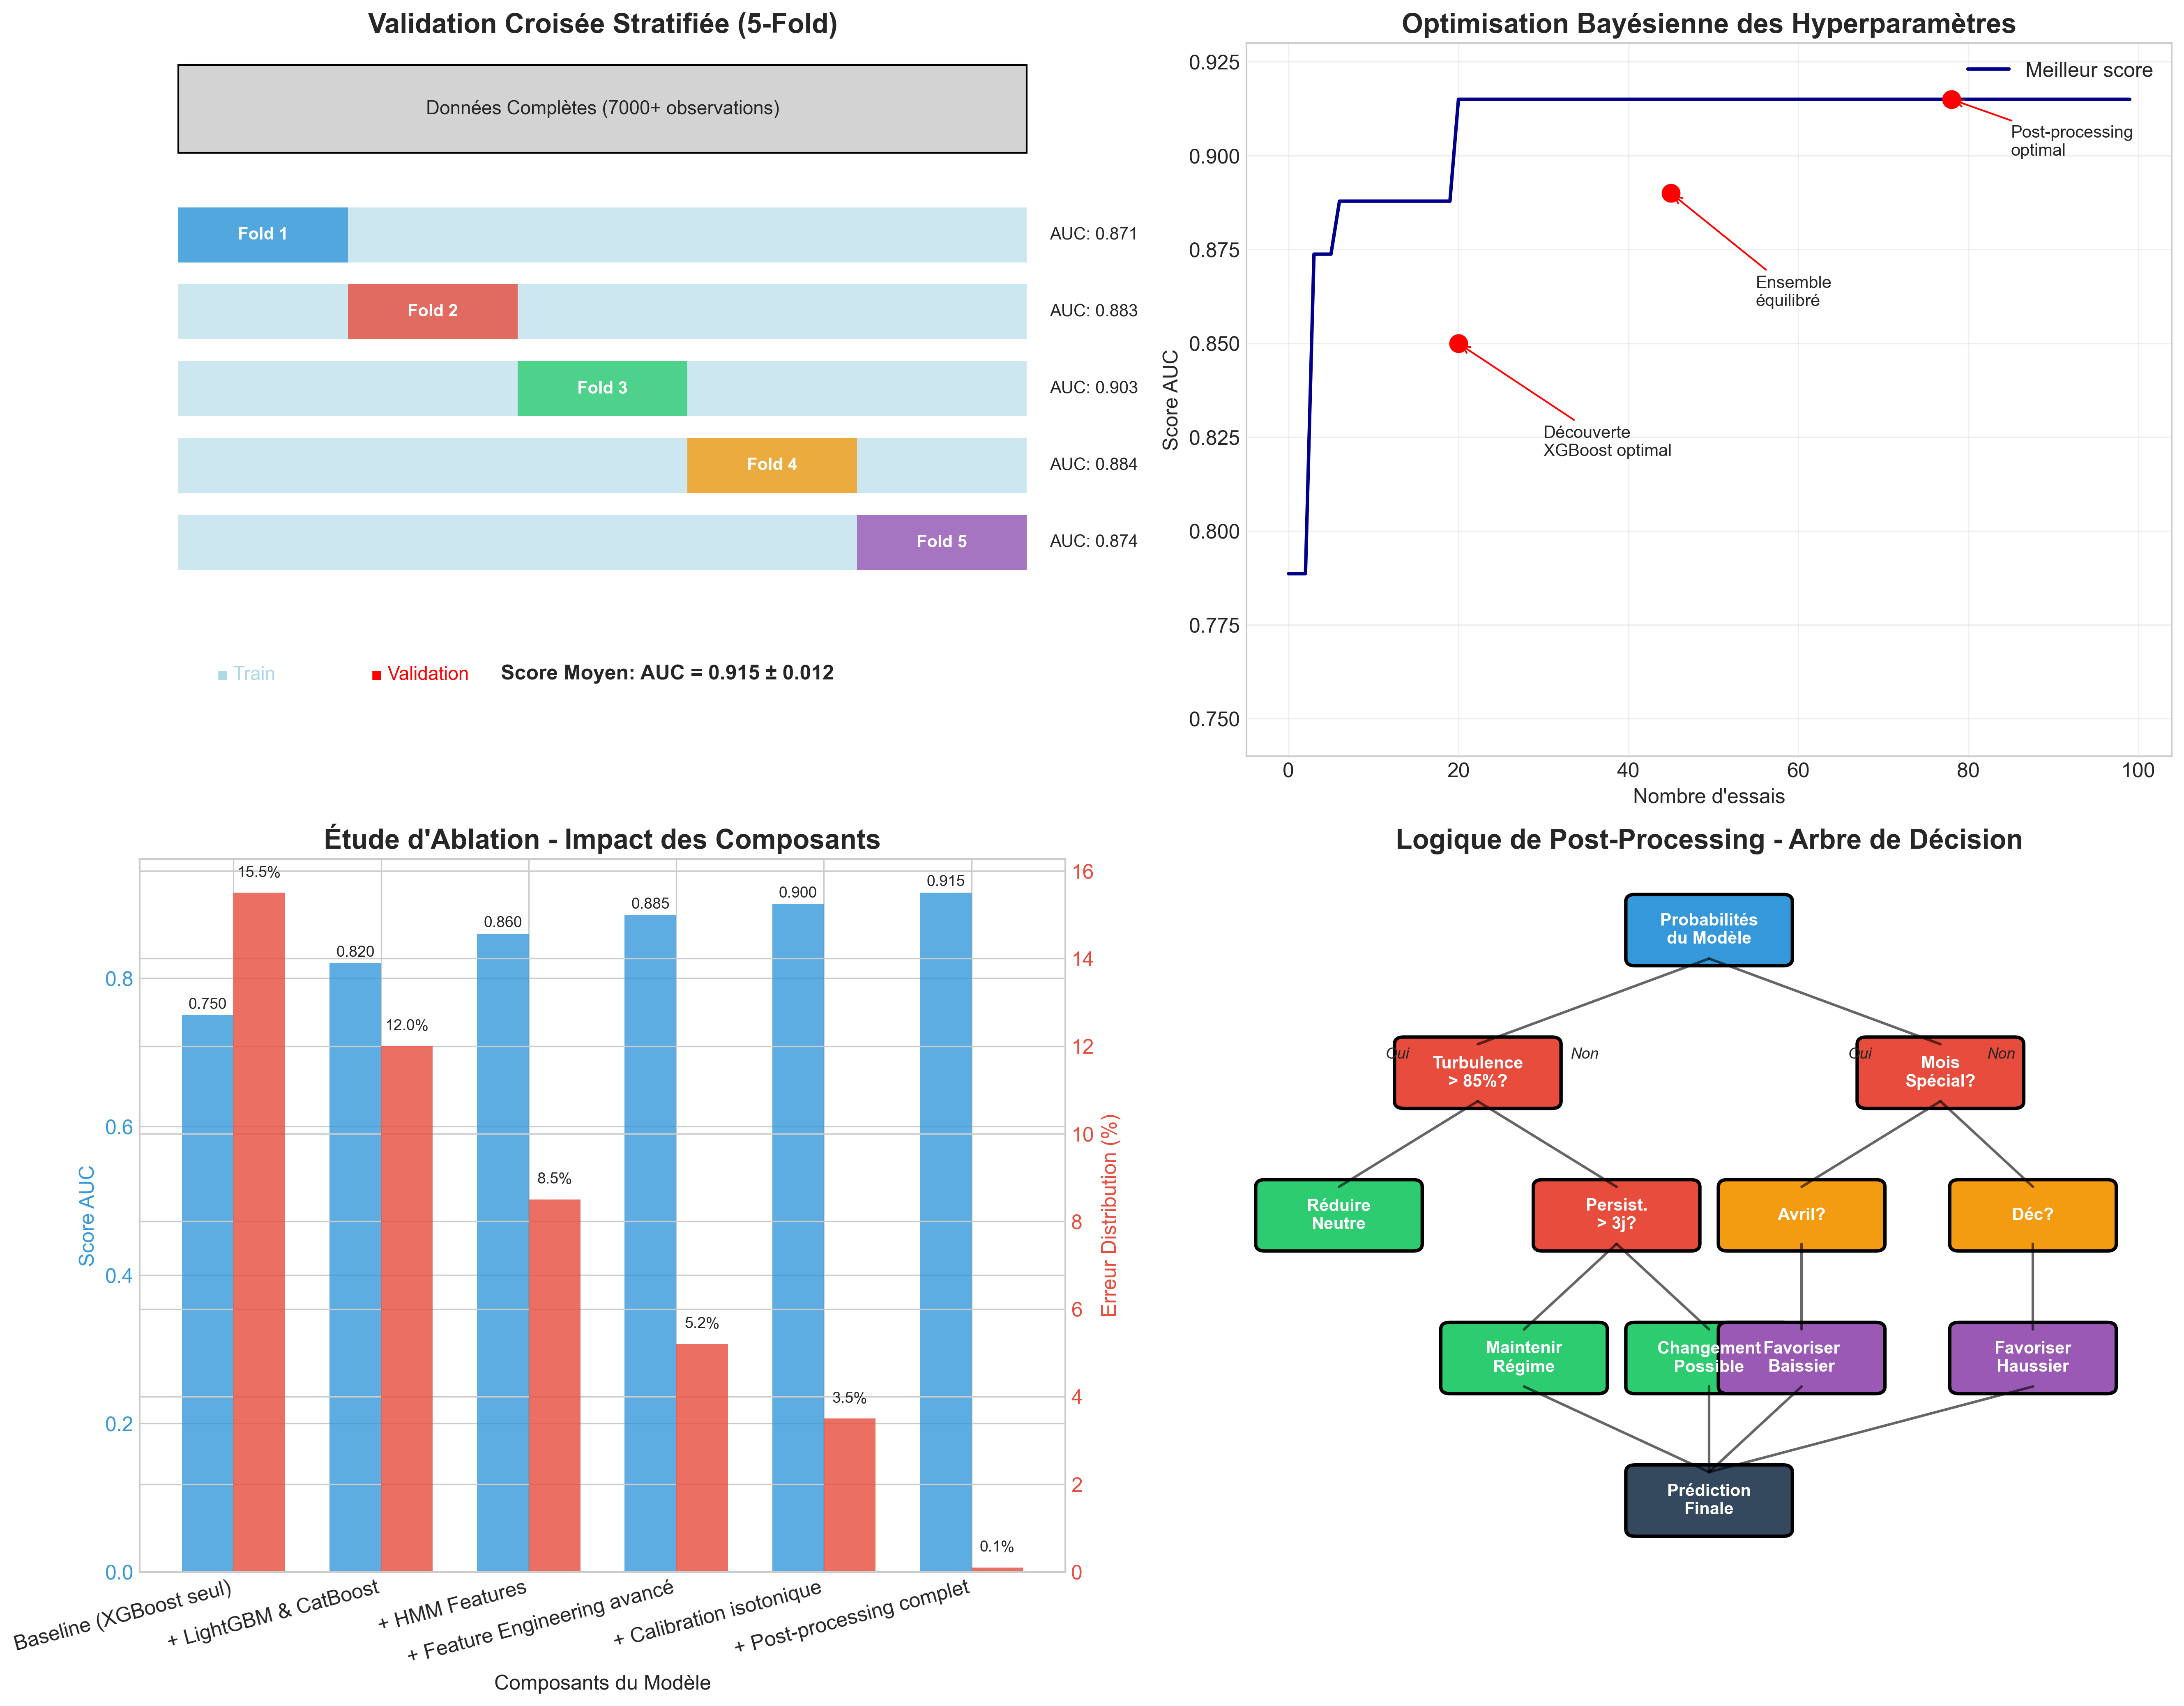 Validation Croisée Stratifiée (5-Fold)
Données Complètes (7000+ observations)
Fold 1
AUC: 0.871
Fold 2
AUC: 0.883
Fold 3
AUC: 0.903
Fold 4
AUC: 0.884
Fold 5
AUC: 0.874
Train
Validation
Score Moyen: AUC = 0.915 ± 0.012
Optimisation Bayésienne des Hyperparamètres
Meilleur score
0.925
0.900
0.875
0.850
0.825
0.800
0.775
0.750
Score AUC
Post-processing
optimal
Ensemble
équilibré
Découverte
XGBoost optimal
0 20 40 60 80 100
Nombre d'essais
Étude d'Ablation - Impact des Composants
0.8
0.6
0.4
0.2
0.0
Score AUC
0.750
15.5%
0.820
12.0%
0.860
8.5%
0.885
5.2%
0.900
3.5%
0.915
0.1%
16
14
12
10
8
6
4
2
0
Erreur Distribution (%)
Baseline (XGBoost seul)
+ LightGBM & CatBoost
+ HMM Features
+ Feature Engineering avancé
+ Calibration isotonique
+ Post-processing complet
Composants du Modèle
Logique de Post-Processing - Arbre de Décision
Probabilités
du Modèle
Oui
Turbulence
> 85%?
Non
Oui
Mois
Spécial?
Non
Réduire
Neutre
Persist.
> 3j?
Avril?
Déc?
Maintenir
Régime
Changement
Possible
Favoriser
Baissier
Favoriser
Haussier
Prédiction
Finale